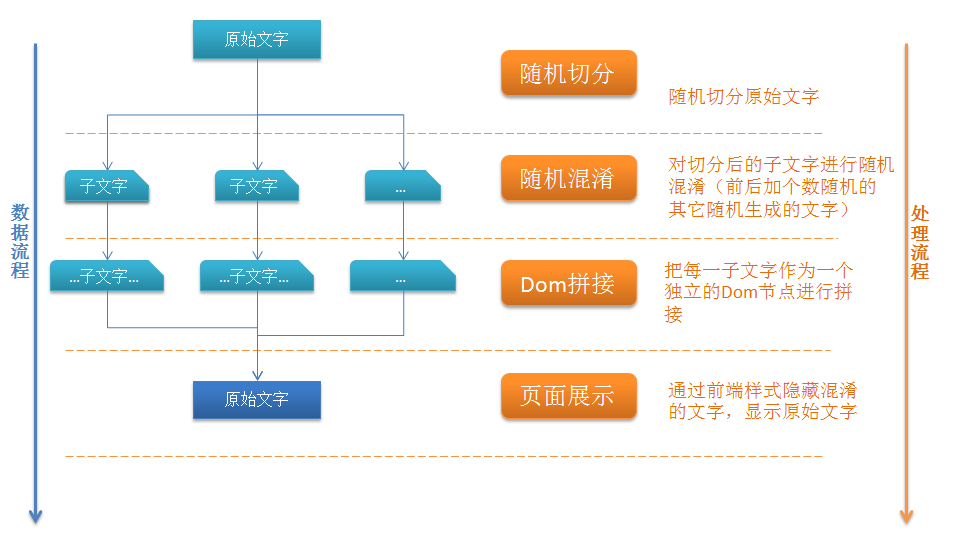 原始文字
随机切分
随机切分原始文字
子文字
子文字
...
随机混淆
对切分后的子文字进行随机
混淆（前后加个数随机的
其它随机生成的文字）
数据流程
处理流程
...子文字...
...子文字...
...
Dom拼接
把每一子文字作为一个
独立的Dom节点进行拼
接
原始文字
页面展示
通过前端样式隐藏混淆
的文字，显示原始文字